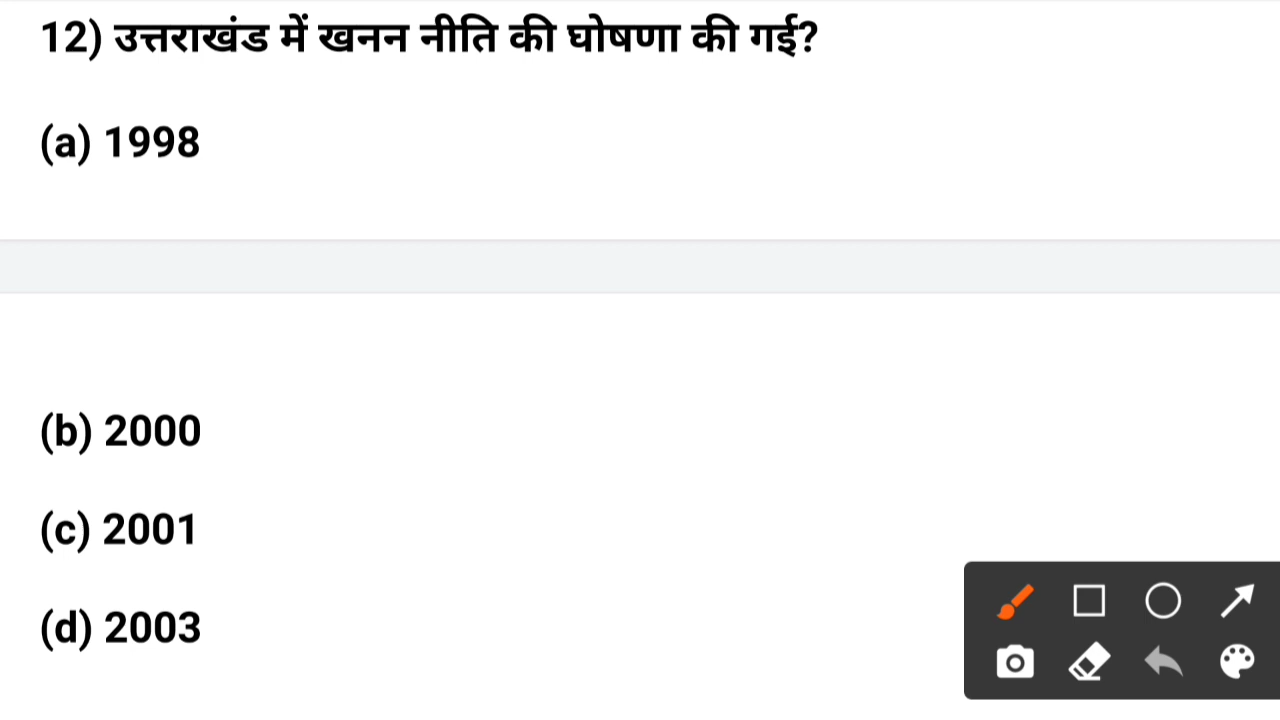 12) उत्तराखंड में खनन नीति की घोषणा की गई?
(a) 1998
(b) 2000
(c) 2001
(d) 2003